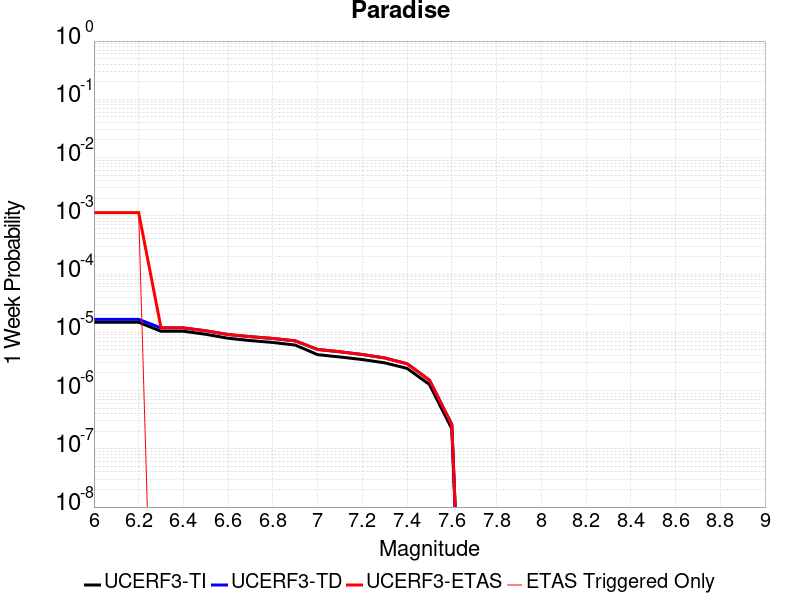 Paradise
10^0
10^-1
10^-2
10^-3
10^-4
10^-5
10^-6
10^-7
10^-8
1 Week Probability
6 6.2 6.4 6.6 6.8 7 7.2 7.4 7.6 7.8 8 8.2 8.4 8.6 8.8 9
Magnitude
UCERF3-TI UCERF3-TD UCERF3-ETAS ETAS Triggered Only